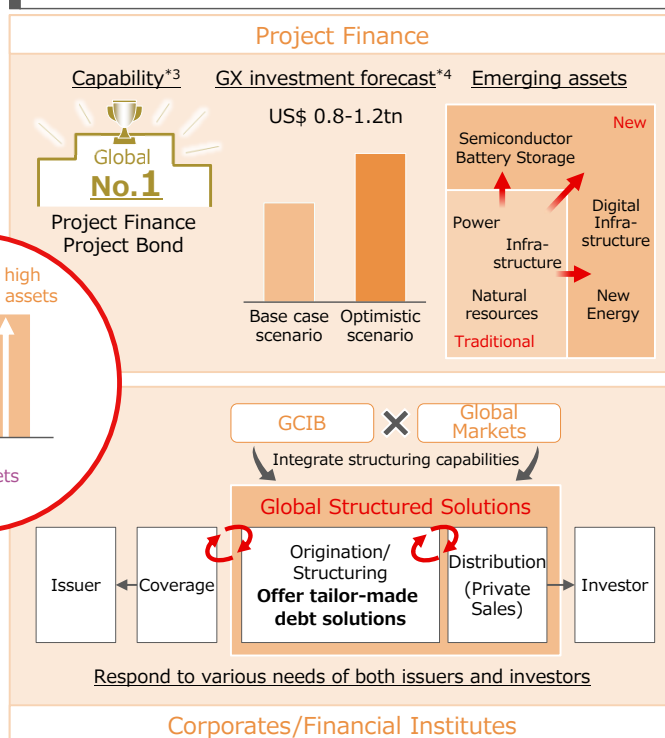 Project Finance
Capability*3
Global
No.1
Project Finance
Project Bond
GX investment forecast*4
US$ 0.8-1.2tn
Base case
scenario
Optimistic
scenario
Emerging assets
New
Semiconductor
Battery Storage
Power
Infra-
structure
Natural
resources
Traditional
Digital
Infra-
structure
New
Energy
high
assets
ets
GCIB
Global
Markets
Integrate structuring capabilities
Global Structured Solutions
Issuer
Coverage
Origination/
Structuring
Offer tailor-made
debt solutions
Distribution
(Private
Sales)
Investor
Respond to various needs of both issuers and investors
Corporates/Financial Institutes